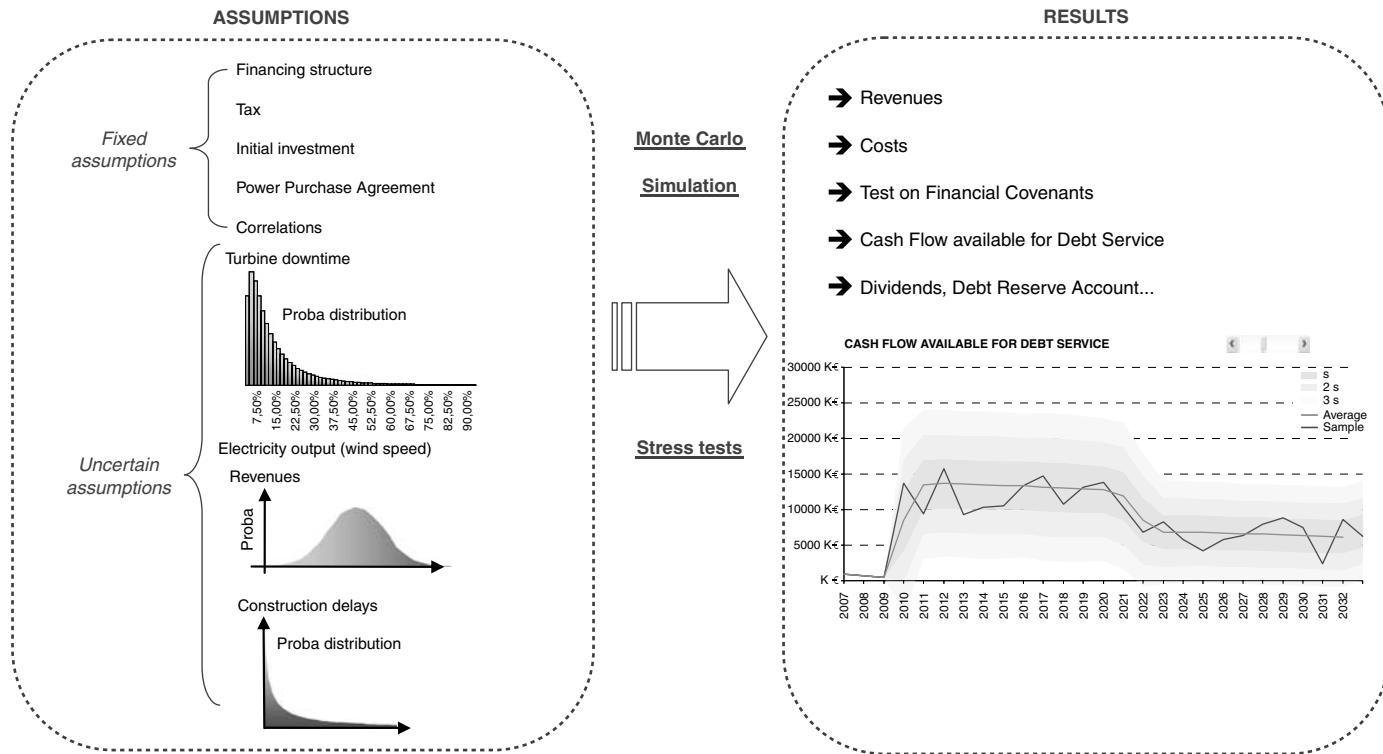 ASSUMPTIONS
Fixed
assumptions
Financing structure
Tax
Initial investment
Power Purchase Agreement
Correlations
Uncertain
assumptions
Turbine downtime
Proba distribution
7,50%
15,00%
22,50%
30,00%
37,50%
45,00%
52,50%
60,00%
67,50%
75,00%
82,50%
90,00%
Electricity output (wind speed)
Revenues
Proba
Construction delays
Proba distribution
Monte Carlo
Simulation
Stress tests
RESULTS
➔ Revenues
➔ Costs
➔ Test on Financial Covenants
➔ Cash Flow available for Debt Service
➔ Dividends, Debt Reserve Account...
CASH FLOW AVAILABLE FOR DEBT SERVICE
30000 K€
25000 K€
20000 K€
15000 K€
10000 K€
5000 K€
K €
s
2 s
3 s
Average
Sample
2007
2008
2009
2010
2011
2012
2013
2014
2015
2016
2017
2018
2019
2020
2021
2022
2023
2024
2025
2026
2027
2028
2029
2030
2031
2032